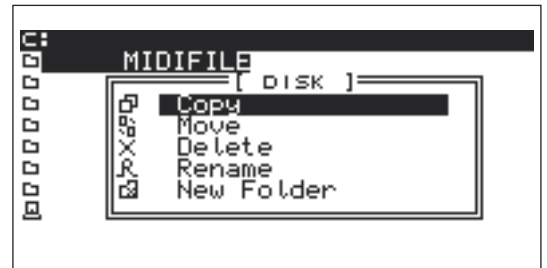 C:
MIDIFILE
[ DISK ]
Copy
Move
Delete
Rename
New Folder